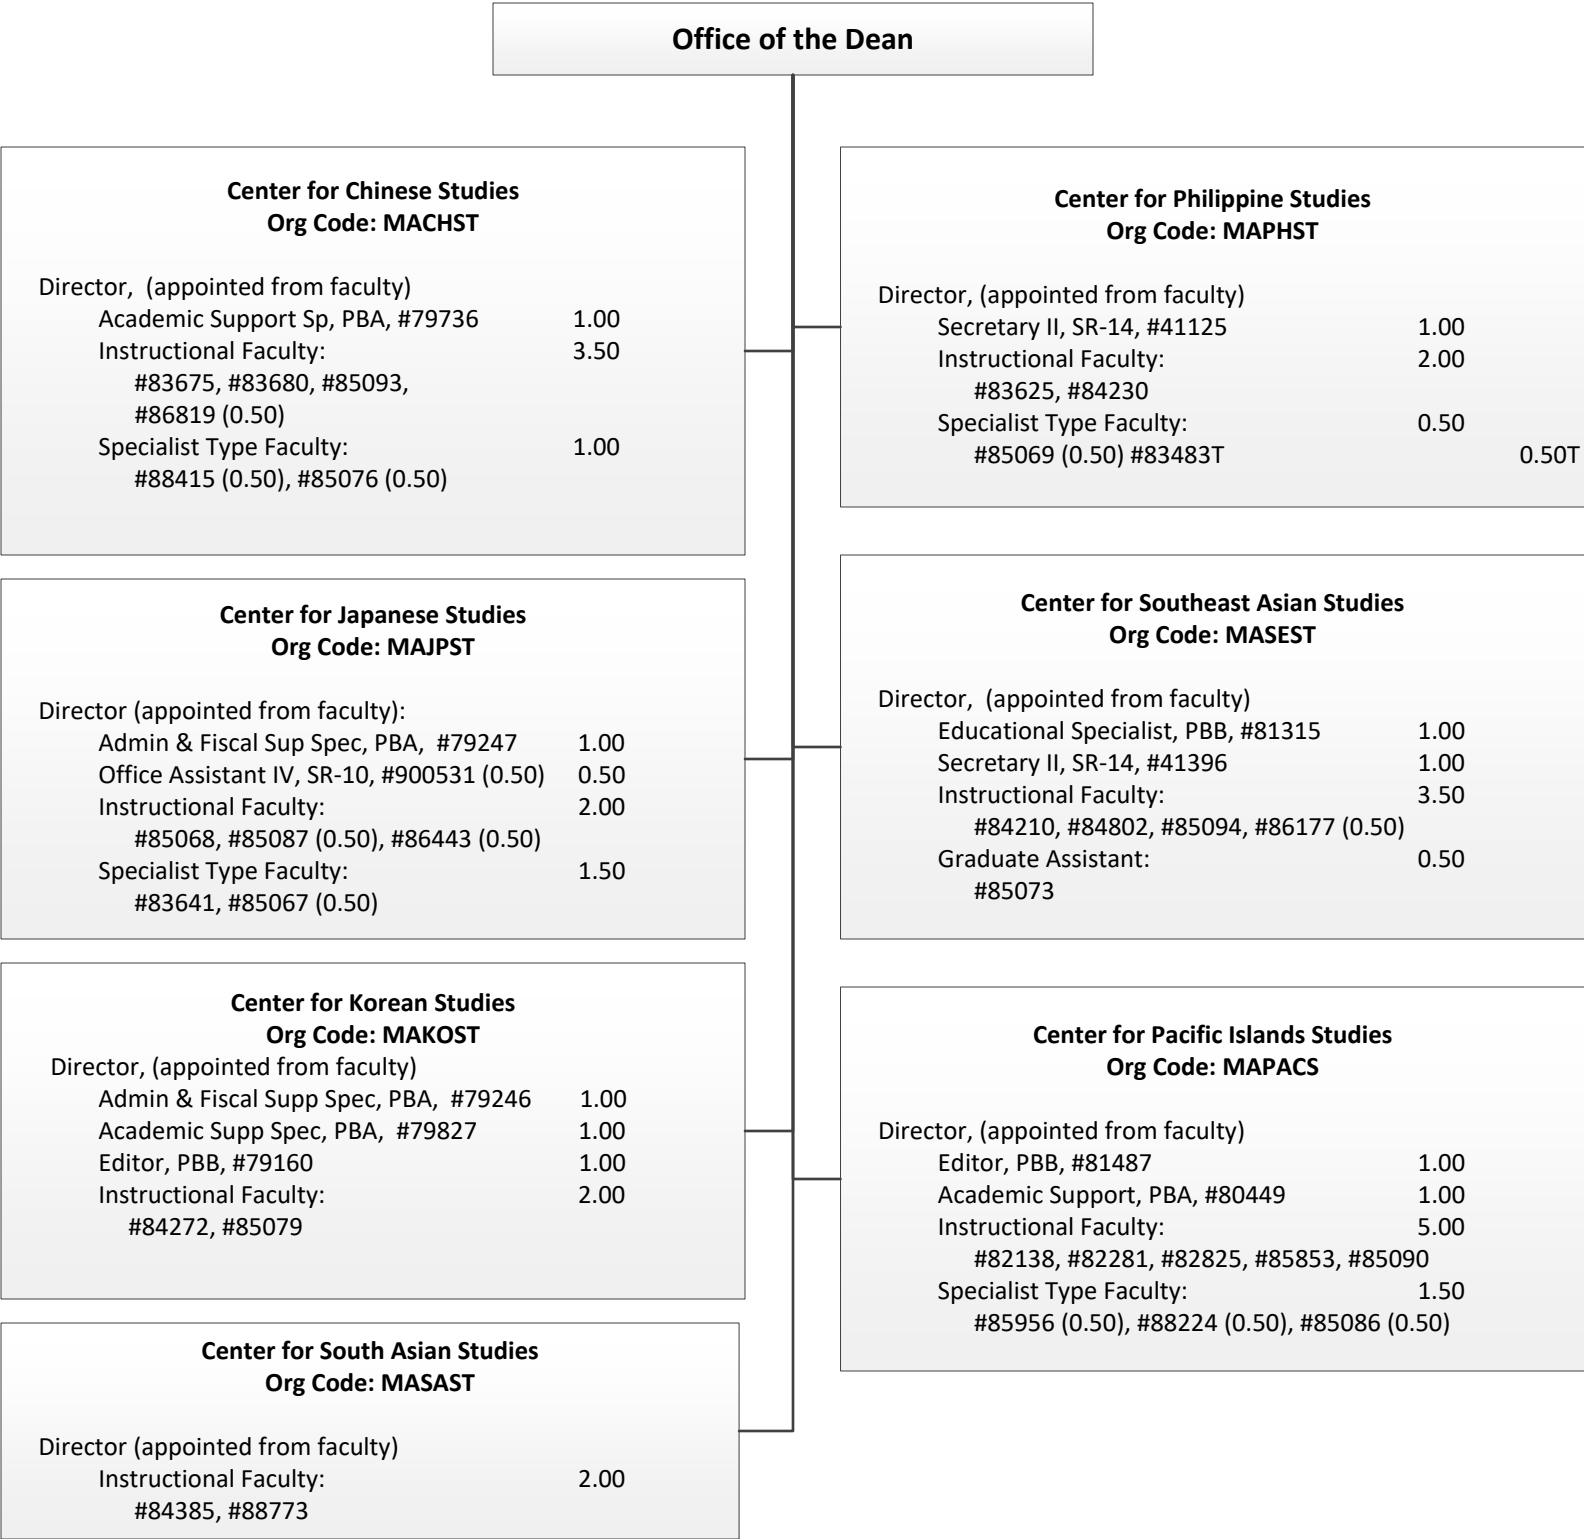 Office of the Dean
Center for Chinese Studies
Org Code: MACHST
Director,  (appointed from faculty)
Academic Support Sp, PBA, #79736 1.00
Instructional Faculty: 3.50
#83675, #83680, #85093,
#86819 (0.50)
Specialist Type Faculty: 1.00
#88415 (0.50), #85076 (0.50)
Center for Japanese Studies
Org Code: MAJPST
Director (appointed from faculty):
Admin & Fiscal Sup Spec, PBA,  #79247 1.00
Office Assistant IV, SR-10, #900531 (0.50) 0.50
Instructional Faculty: 2.00
#85068, #85087 (0.50), #86443 (0.50)
Specialist Type Faculty: 1.50
#83641, #85067 (0.50)
Center for Korean Studies
Org Code: MAKOST
Director, (appointed from faculty)
Admin & Fiscal Supp Spec, PBA,  #79246 1.00
Academic Supp Spec, PBA,  #79827 1.00
Editor, PBB, #79160 1.00
Instructional Faculty: 2.00
#84272, #85079
Center for South Asian Studies
Org Code: MASAST
Director (appointed from faculty)
Instructional Faculty: 2.00
#84385, #88773
Center for Philippine Studies
Org Code: MAPHST
Director, (appointed from faculty)
Secretary II, SR-14, #41125 1.00
Instructional Faculty: 2.00
#83625, #84230
Specialist Type Faculty: 0.50
#85069 (0.50) #83483T 0.50T
Center for Southeast Asian Studies
Org Code: MASEST
Director,  (appointed from faculty)
Educational Specialist, PBB, #81315 1.00
Secretary II, SR-14, #41396 1.00
Instructional Faculty: 3.50
#84210, #84802, #85094, #86177 (0.50)
Graduate Assistant: 0.50
#85073
Center for Pacific Islands Studies
Org Code: MAPACS
Director, (appointed from faculty)
Editor, PBB, #81487 1.00
Academic Support, PBA, #80449 1.00
Instructional Faculty: 5.00
#82138, #82281, #82825, #85853, #85090
Specialist Type Faculty: 1.50
#85956 (0.50), #88224 (0.50), #85086 (0.50)